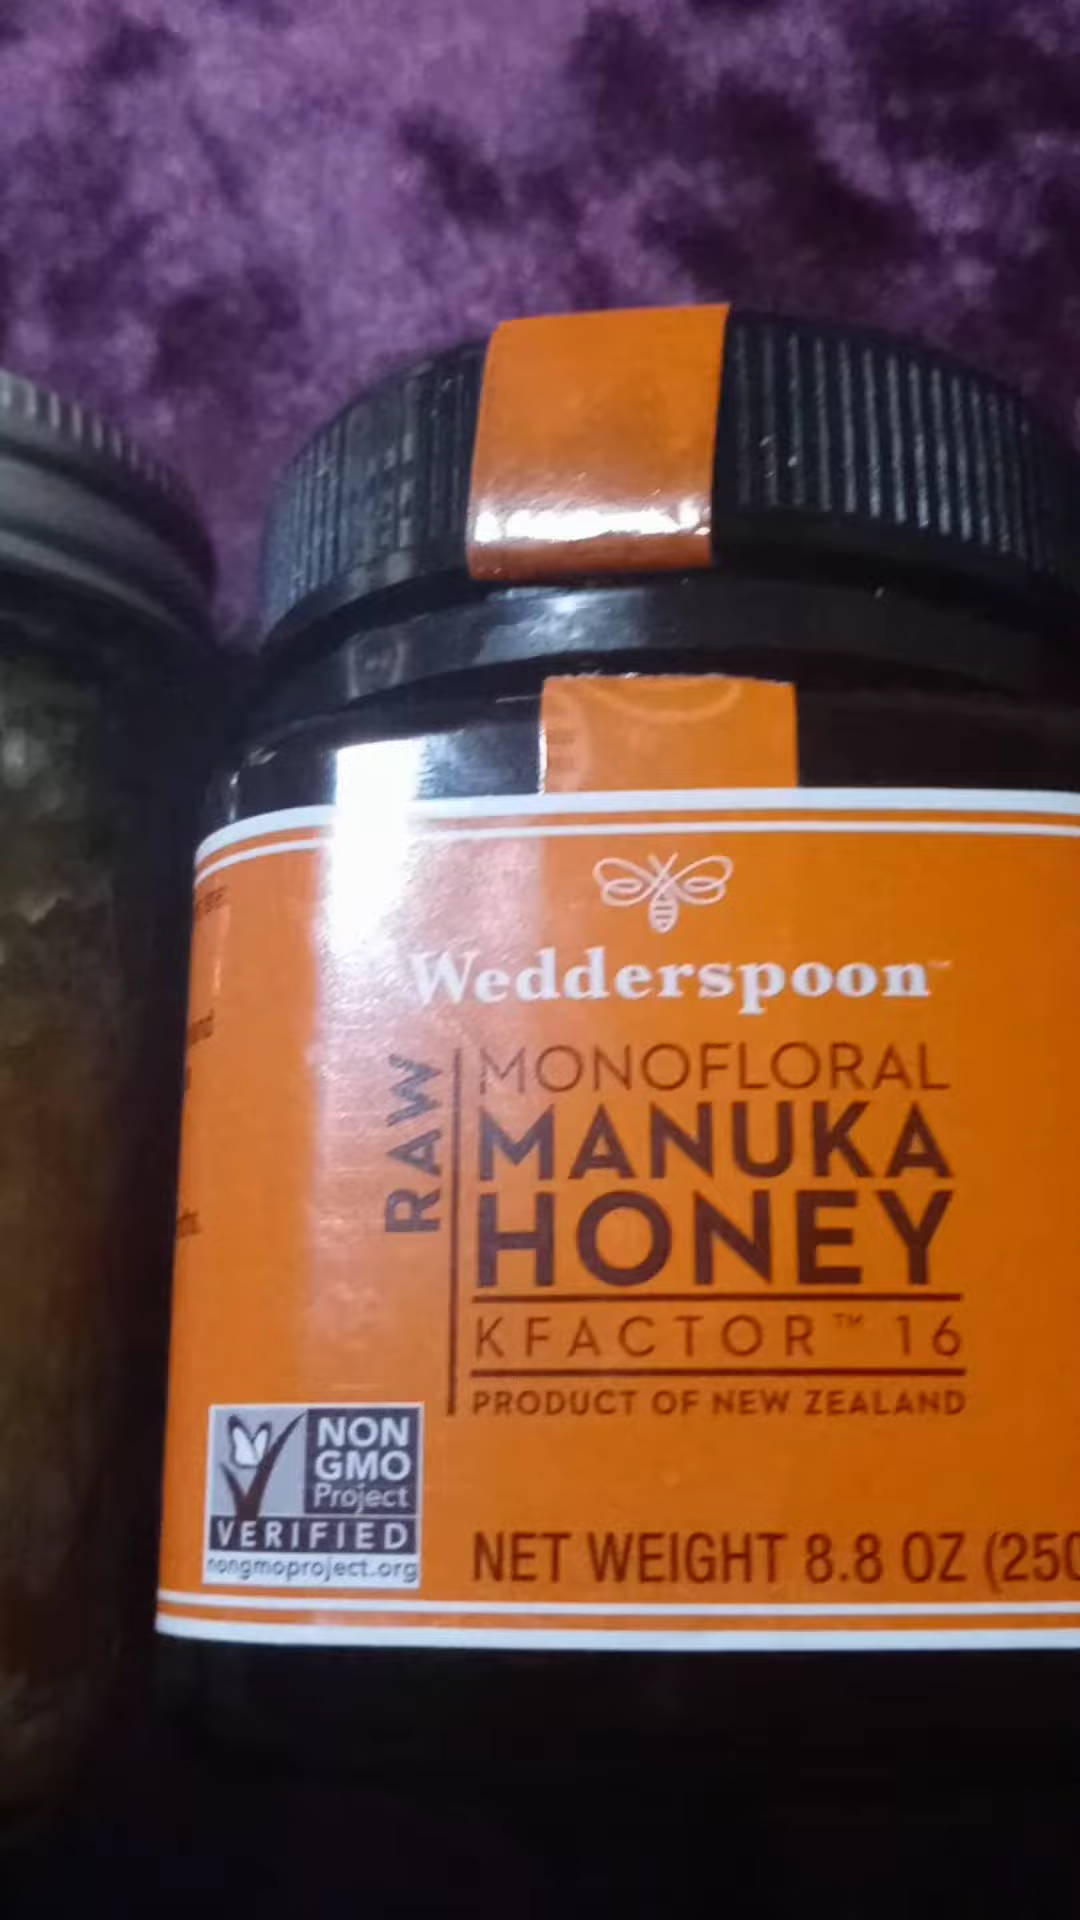 Wedderspoon™
RAW
MONOFLORAL
MANUKA
HONEY
KFACTOR™ 16
PRODUCT OF NEW ZEALAND
NON
GMO
Project
VERIFIED
nongmoproject.org
NET WEIGHT 8.8 OZ (250